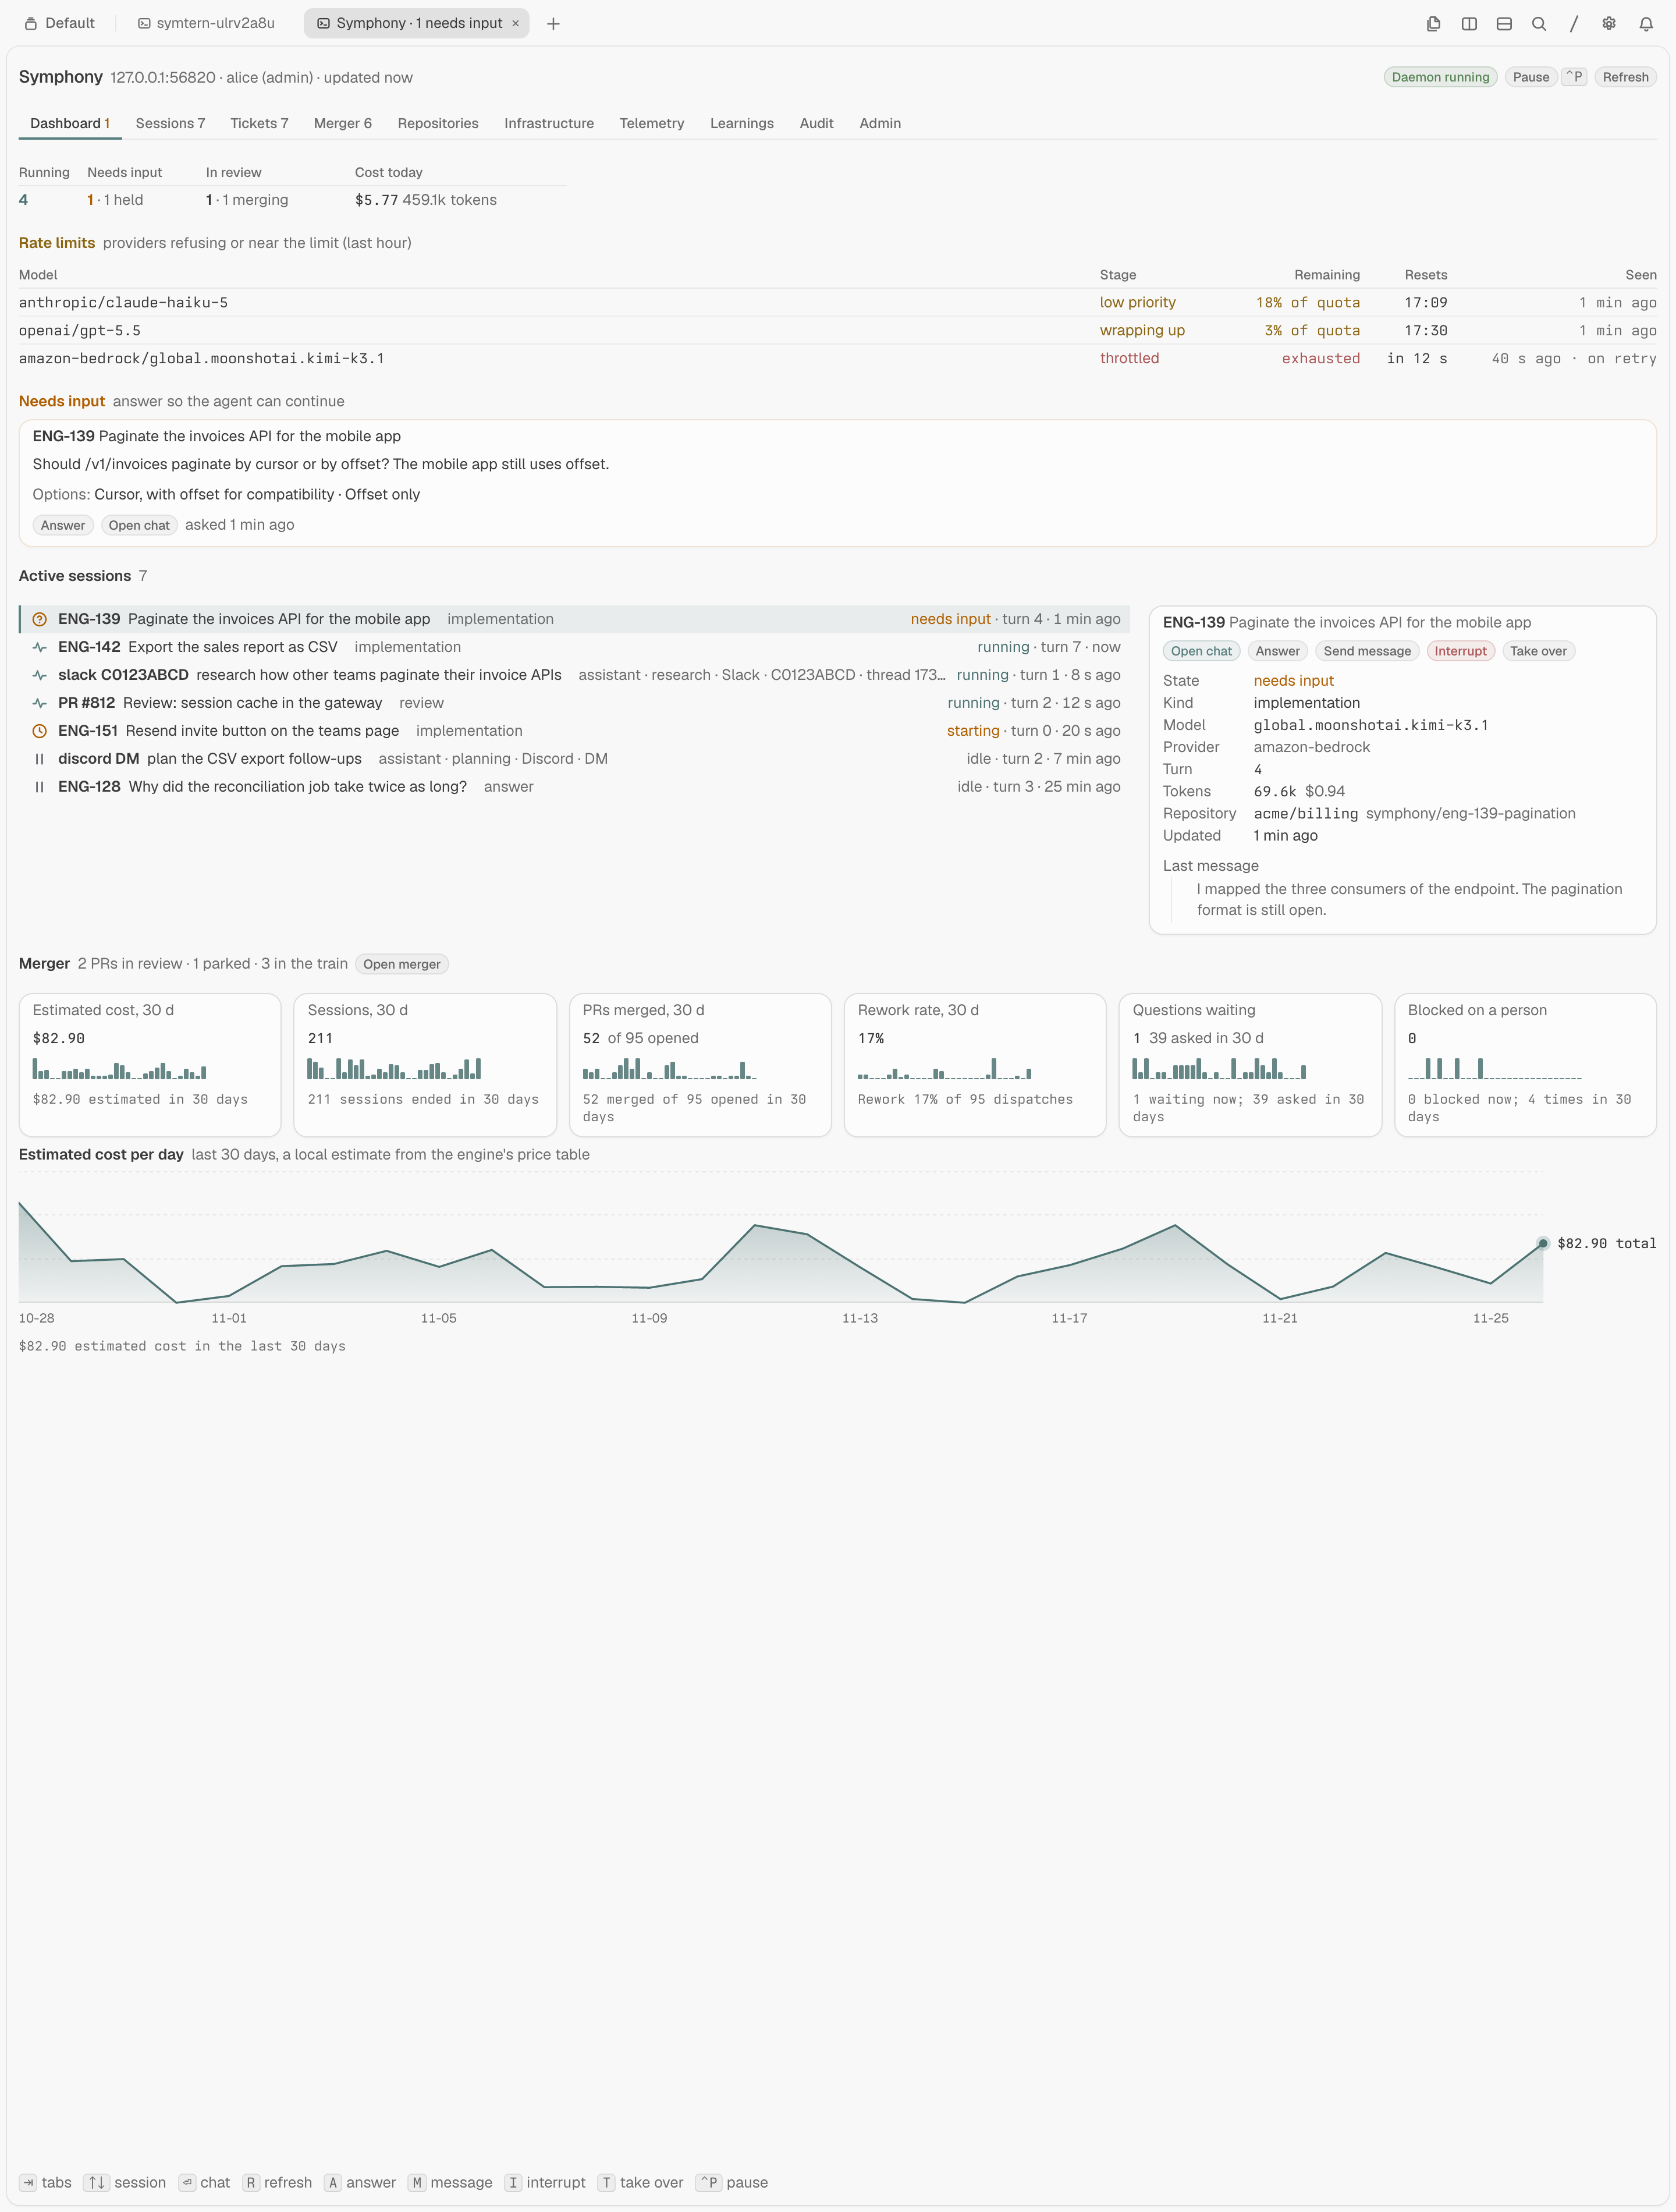 Default
symtern-ulrv2a8u
Symphony · 1 needs input ×
Symphony 127.0.0.1:56820 · alice (admin) · updated now
Daemon running Pause ^P Refresh
Dashboard 1 Sessions 7 Tickets 7 Merger 6 Repositories Infrastructure Telemetry Learnings Audit Admin
Running Needs input In review Cost today
4 1 · 1 held 1 · 1 merging $5.77 459.1k tokens
Rate limits providers refusing or near the limit (last hour)
Model Stage Remaining Resets Seen
anthropic/claude-haiku-5 low priority 18% of quota 17:09 1 min ago
openai/gpt-5.5 wrapping up 3% of quota 17:30 1 min ago
amazon-bedrock/global.moonshotai.kimi-k3.1 throttled exhausted in 12 s 40 s ago · on retry
Needs input answer so the agent can continue
ENG-139 Paginate the invoices API for the mobile app
Should /v1/invoices paginate by cursor or by offset? The mobile app still uses offset.
Options: Cursor, with offset for compatibility · Offset only
Answer Open chat asked 1 min ago
Active sessions 7
ENG-139 Paginate the invoices API for the mobile app implementation needs input · turn 4 · 1 min ago
ENG-142 Export the sales report as CSV implementation running · turn 7 · now
slack C0123ABCD research how other teams paginate their invoice APIs assistant · research · Slack · C0123ABCD · thread 173… running · turn 1 · 8 s ago
PR #812 Review: session cache in the gateway review running · turn 2 · 12 s ago
ENG-151 Resend invite button on the teams page implementation starting · turn 0 · 20 s ago
discord DM plan the CSV export follow-ups assistant · planning · Discord · DM idle · turn 2 · 7 min ago
ENG-128 Why did the reconciliation job take twice as long? answer idle · turn 3 · 25 min ago
ENG-139 Paginate the invoices API for the mobile app
Open chat Answer Send message Interrupt Take over
State needs input
Kind implementation
Model global.moonshotai.kimi-k3.1
Provider amazon-bedrock
Turn 4
Tokens 69.6k $0.94
Repository acme/billing symphony/eng-139-pagination
Updated 1 min ago
Last message
I mapped the three consumers of the endpoint. The pagination
format is still open.
Merger 2 PRs in review · 1 parked · 3 in the train Open merger
Estimated cost, 30 d
$82.90
$82.90 estimated in 30 days
Sessions, 30 d
211
211 sessions ended in 30 days
PRs merged, 30 d
52 of 95 opened
52 merged of 95 opened in 30
days
Rework rate, 30 d
17%
Rework 17% of 95 dispatches
Questions waiting
1 39 asked in 30 d
1 waiting now; 39 asked in 30
days
Blocked on a person
0
0 blocked now; 4 times in 30
days
Estimated cost per day last 30 days, a local estimate from the engine's price table
$82.90 total
10-28 11-01 11-05 11-09 11-13 11-17 11-21 11-25
$82.90 estimated cost in the last 30 days
⇥ tabs ↑↓ session ⏎ chat R refresh A answer M message I interrupt T take over ^P pause